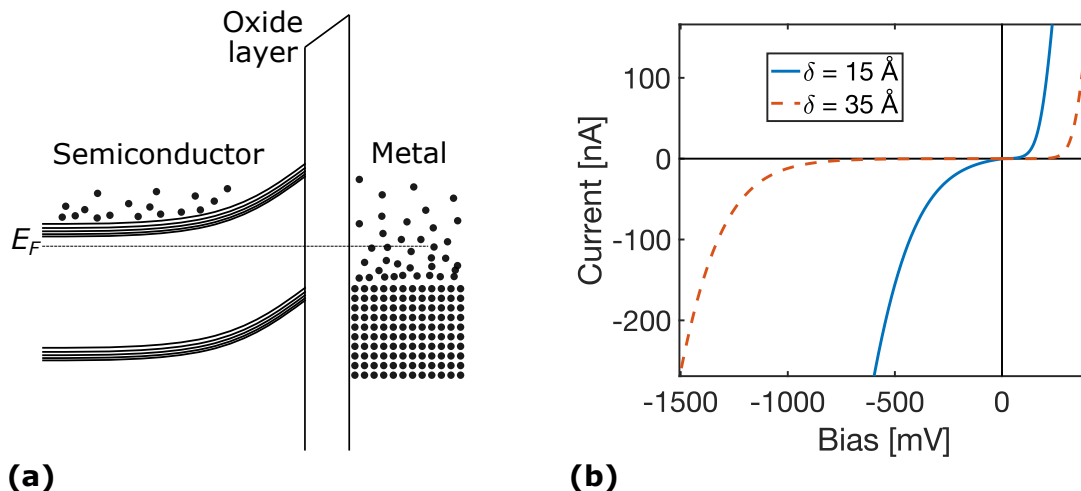 Oxide
layer
Semiconductor
Metal
E_F
(a)
δ = 15 Å
δ = 35 Å
100
0
-100
-200
Current [nA]
-1500
-1000
-500
0
Bias [mV]
(b)